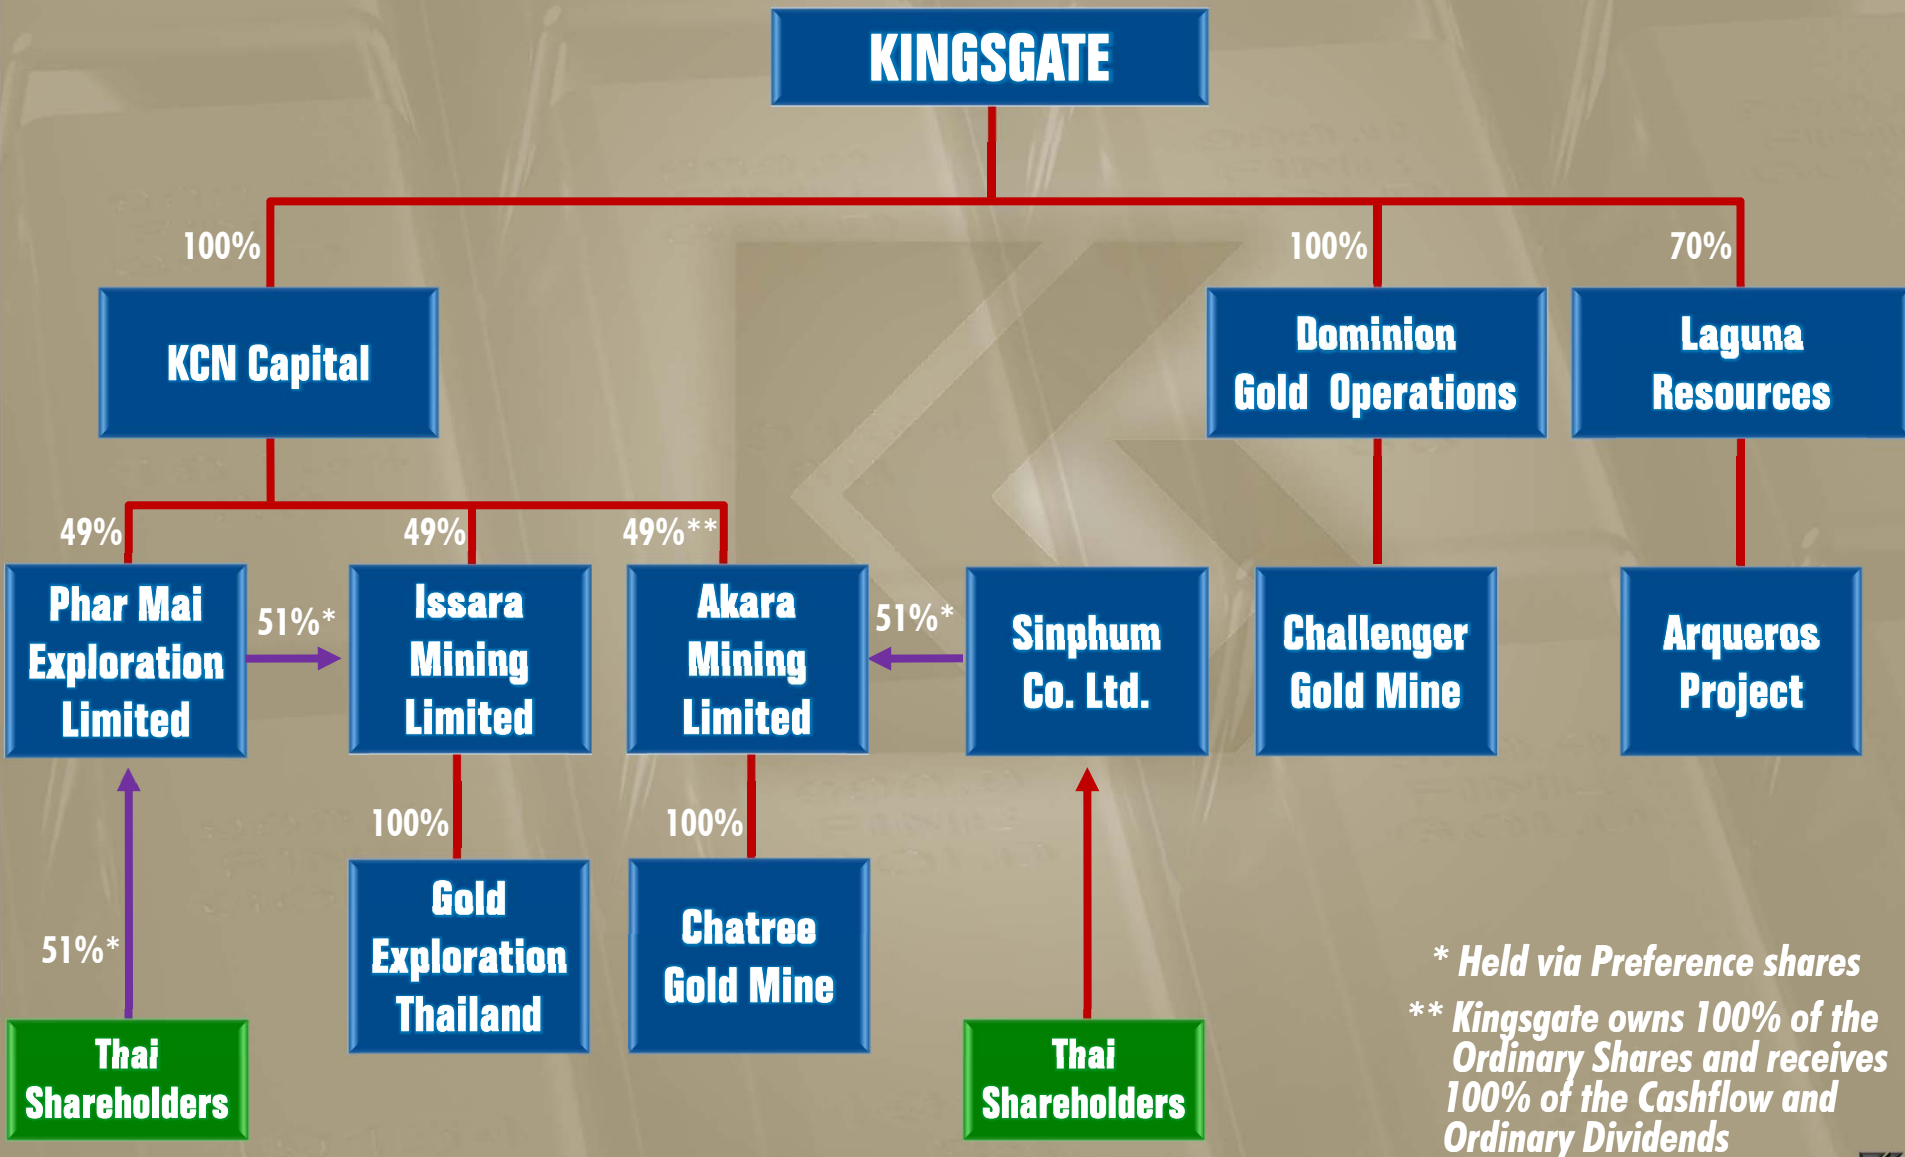 KINGSGATE
100%
100%
70%
KCN Capital
Dominion
Gold Operations
Laguna
Resources
49%
49%
49%**
Phar Mai
Exploration
Limited
51%*
Issara
Mining
Limited
Akara
Mining
Limited
51%*
Sinphum
Co. Ltd.
Challenger
Gold Mine
Arqueros
Project
100%
100%
51%*
Gold
Exploration
Thailand
Chatree
Gold Mine
Thai
Shareholders
Thai
Shareholders
* Held via Preference shares
** Kingsgate owns 100% of the
Ordinary Shares and receives
100% of the Cashflow and
Ordinary Dividends